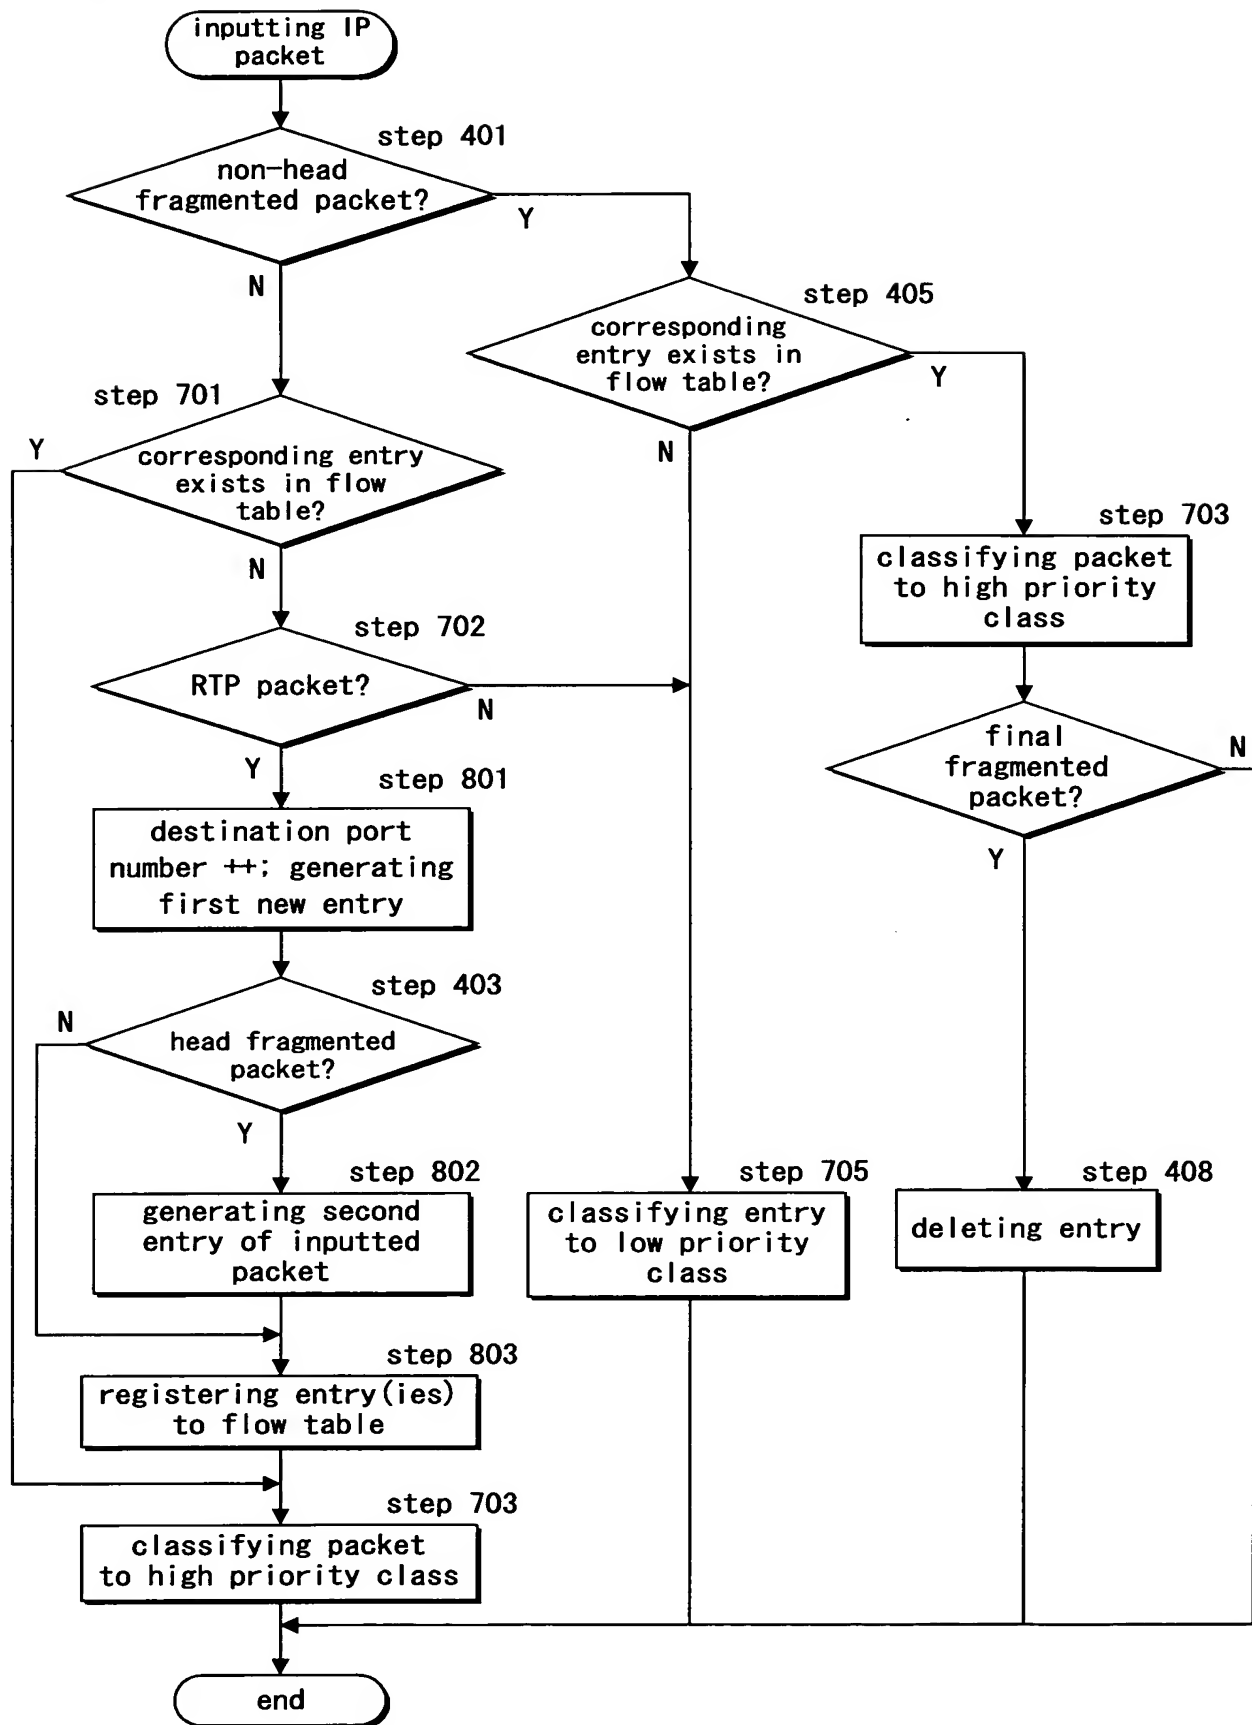 inputting IP
packet
step 401
non-head
fragmented packet?
Y
N
step 405
corresponding
entry exists in
flow table?
Y
N
step 701
Y
corresponding entry
exists in flow
table?
N
step 703
classifying packet
to high priority
class
step 702
RTP packet?
N
Y
final
fragmented
packet?
N
Y
step 801
destination port
number ++; generating
first new entry
step 403
N
head fragmented
packet?
Y
step 802
generating second
entry of inputted
packet
step 705
classifying entry
to low priority
class
step 408
deleting entry
step 803
registering entry(ies)
to flow table
step 703
classifying packet
to high priority class
end